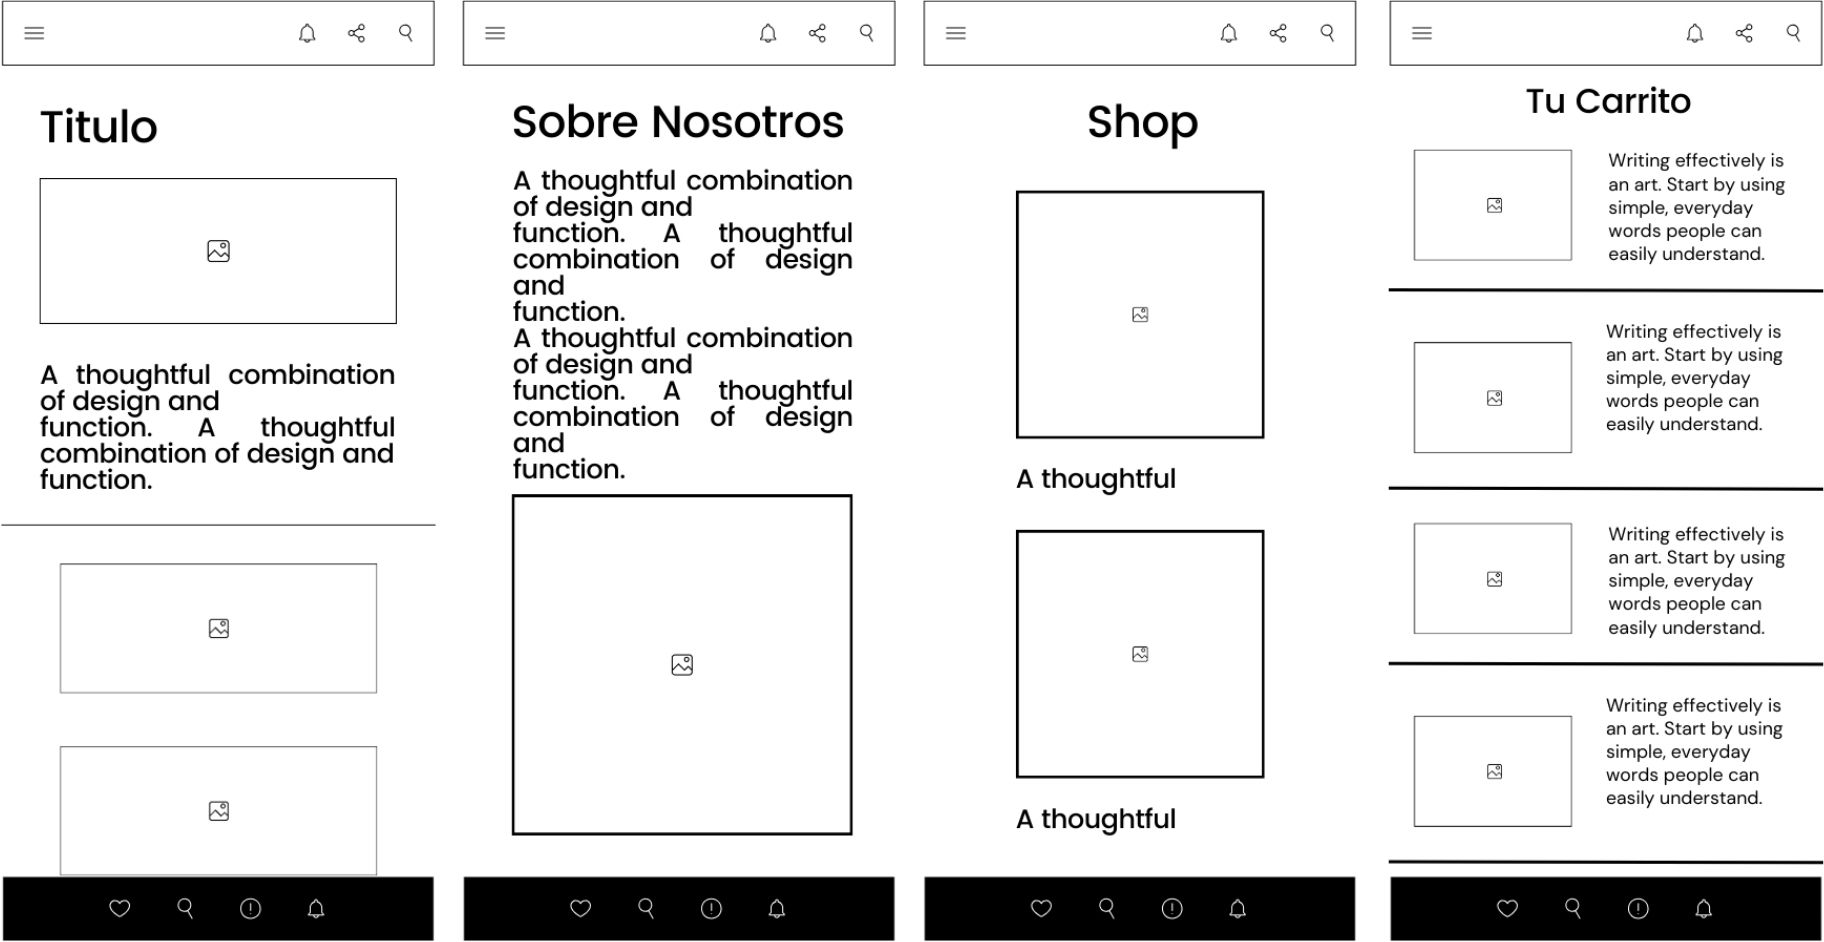 Titulo
A thoughtful combination
of design and
function. A thoughtful
combination of design and
function.
Sobre Nosotros
A thoughtful combination
of design and
function. A thoughtful
combination of design
and
function.
A thoughtful combination
of design and
function. A thoughtful
combination of design
and
function.
Shop
A thoughtful
A thoughtful
Tu Carrito
Writing effectively is
an art. Start by using
simple, everyday
words people can
easily understand.
Writing effectively is
an art. Start by using
simple, everyday
words people can
easily understand.
Writing effectively is
an art. Start by using
simple, everyday
words people can
easily understand.
Writing effectively is
an art. Start by using
simple, everyday
words people can
easily understand.